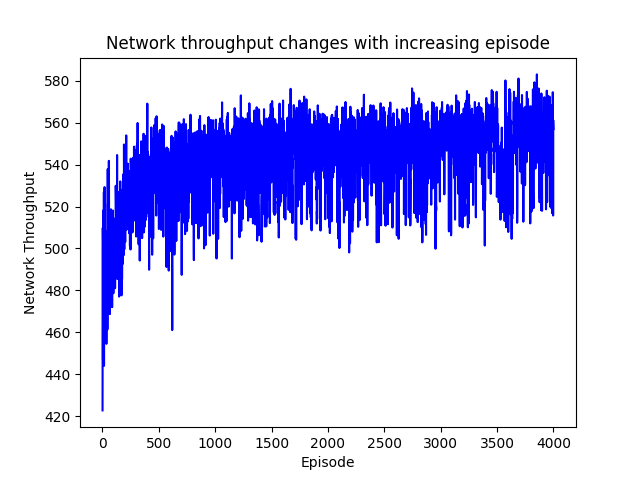 Network throughput changes with increasing episode
Network Throughput
580
560
540
520
500
480
460
440
420
0 500 1000 1500 2000 2500 3000 3500 4000
Episode